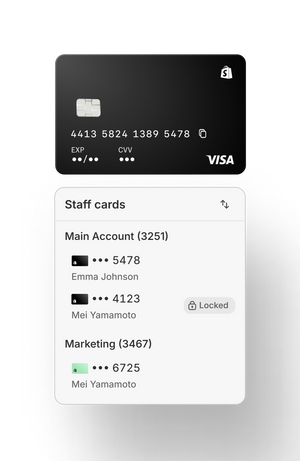 4413 5824 1389 5478
EXP CVV
••/•• •••
VISA
Staff cards
Main Account (3251)
••• 5478
Emma Johnson
••• 4123
Locked
Mei Yamamoto
Marketing (3467)
••• 6725
Mei Yamamoto